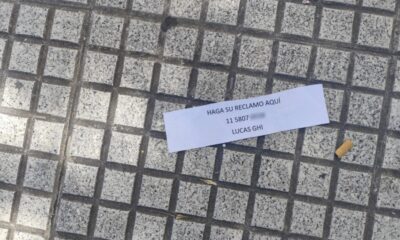 HAGA SU RECLAMO AQUÍ
11 5807
LUCAS GHI